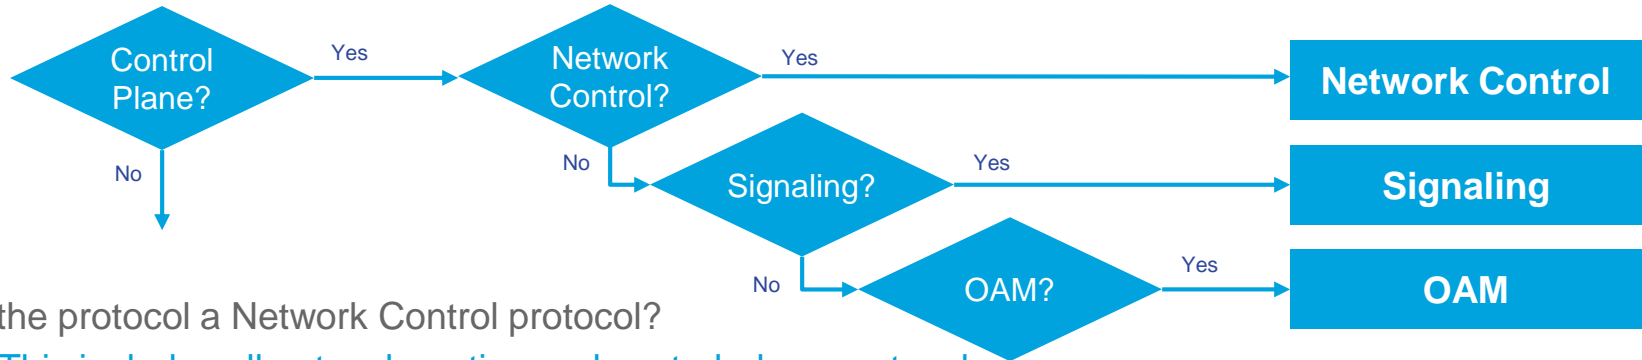 Control
Plane?
Yes
No
Network
Control?
Yes
No
Network Control
Signaling?
Yes
No
Signaling
OAM?
Yes
OAM
the protocol a Network Control protocol?